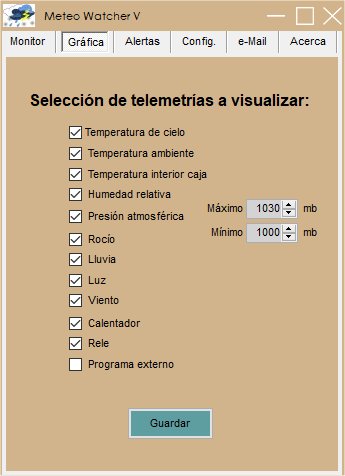 Meteo Watcher V
Monitor Gráfica Alertas Config. e-Mail Acerca
Selección de telemetrías a visualizar:
Temperatura de cielo
Temperatura ambiente
Temperatura interior caja
Humedad relativa
Presión atmosférica
Máximo 1030 mb
Mínimo 1000 mb
Rocío
Lluvia
Luz
Viento
Calentador
Rele
Programa externo
Guardar